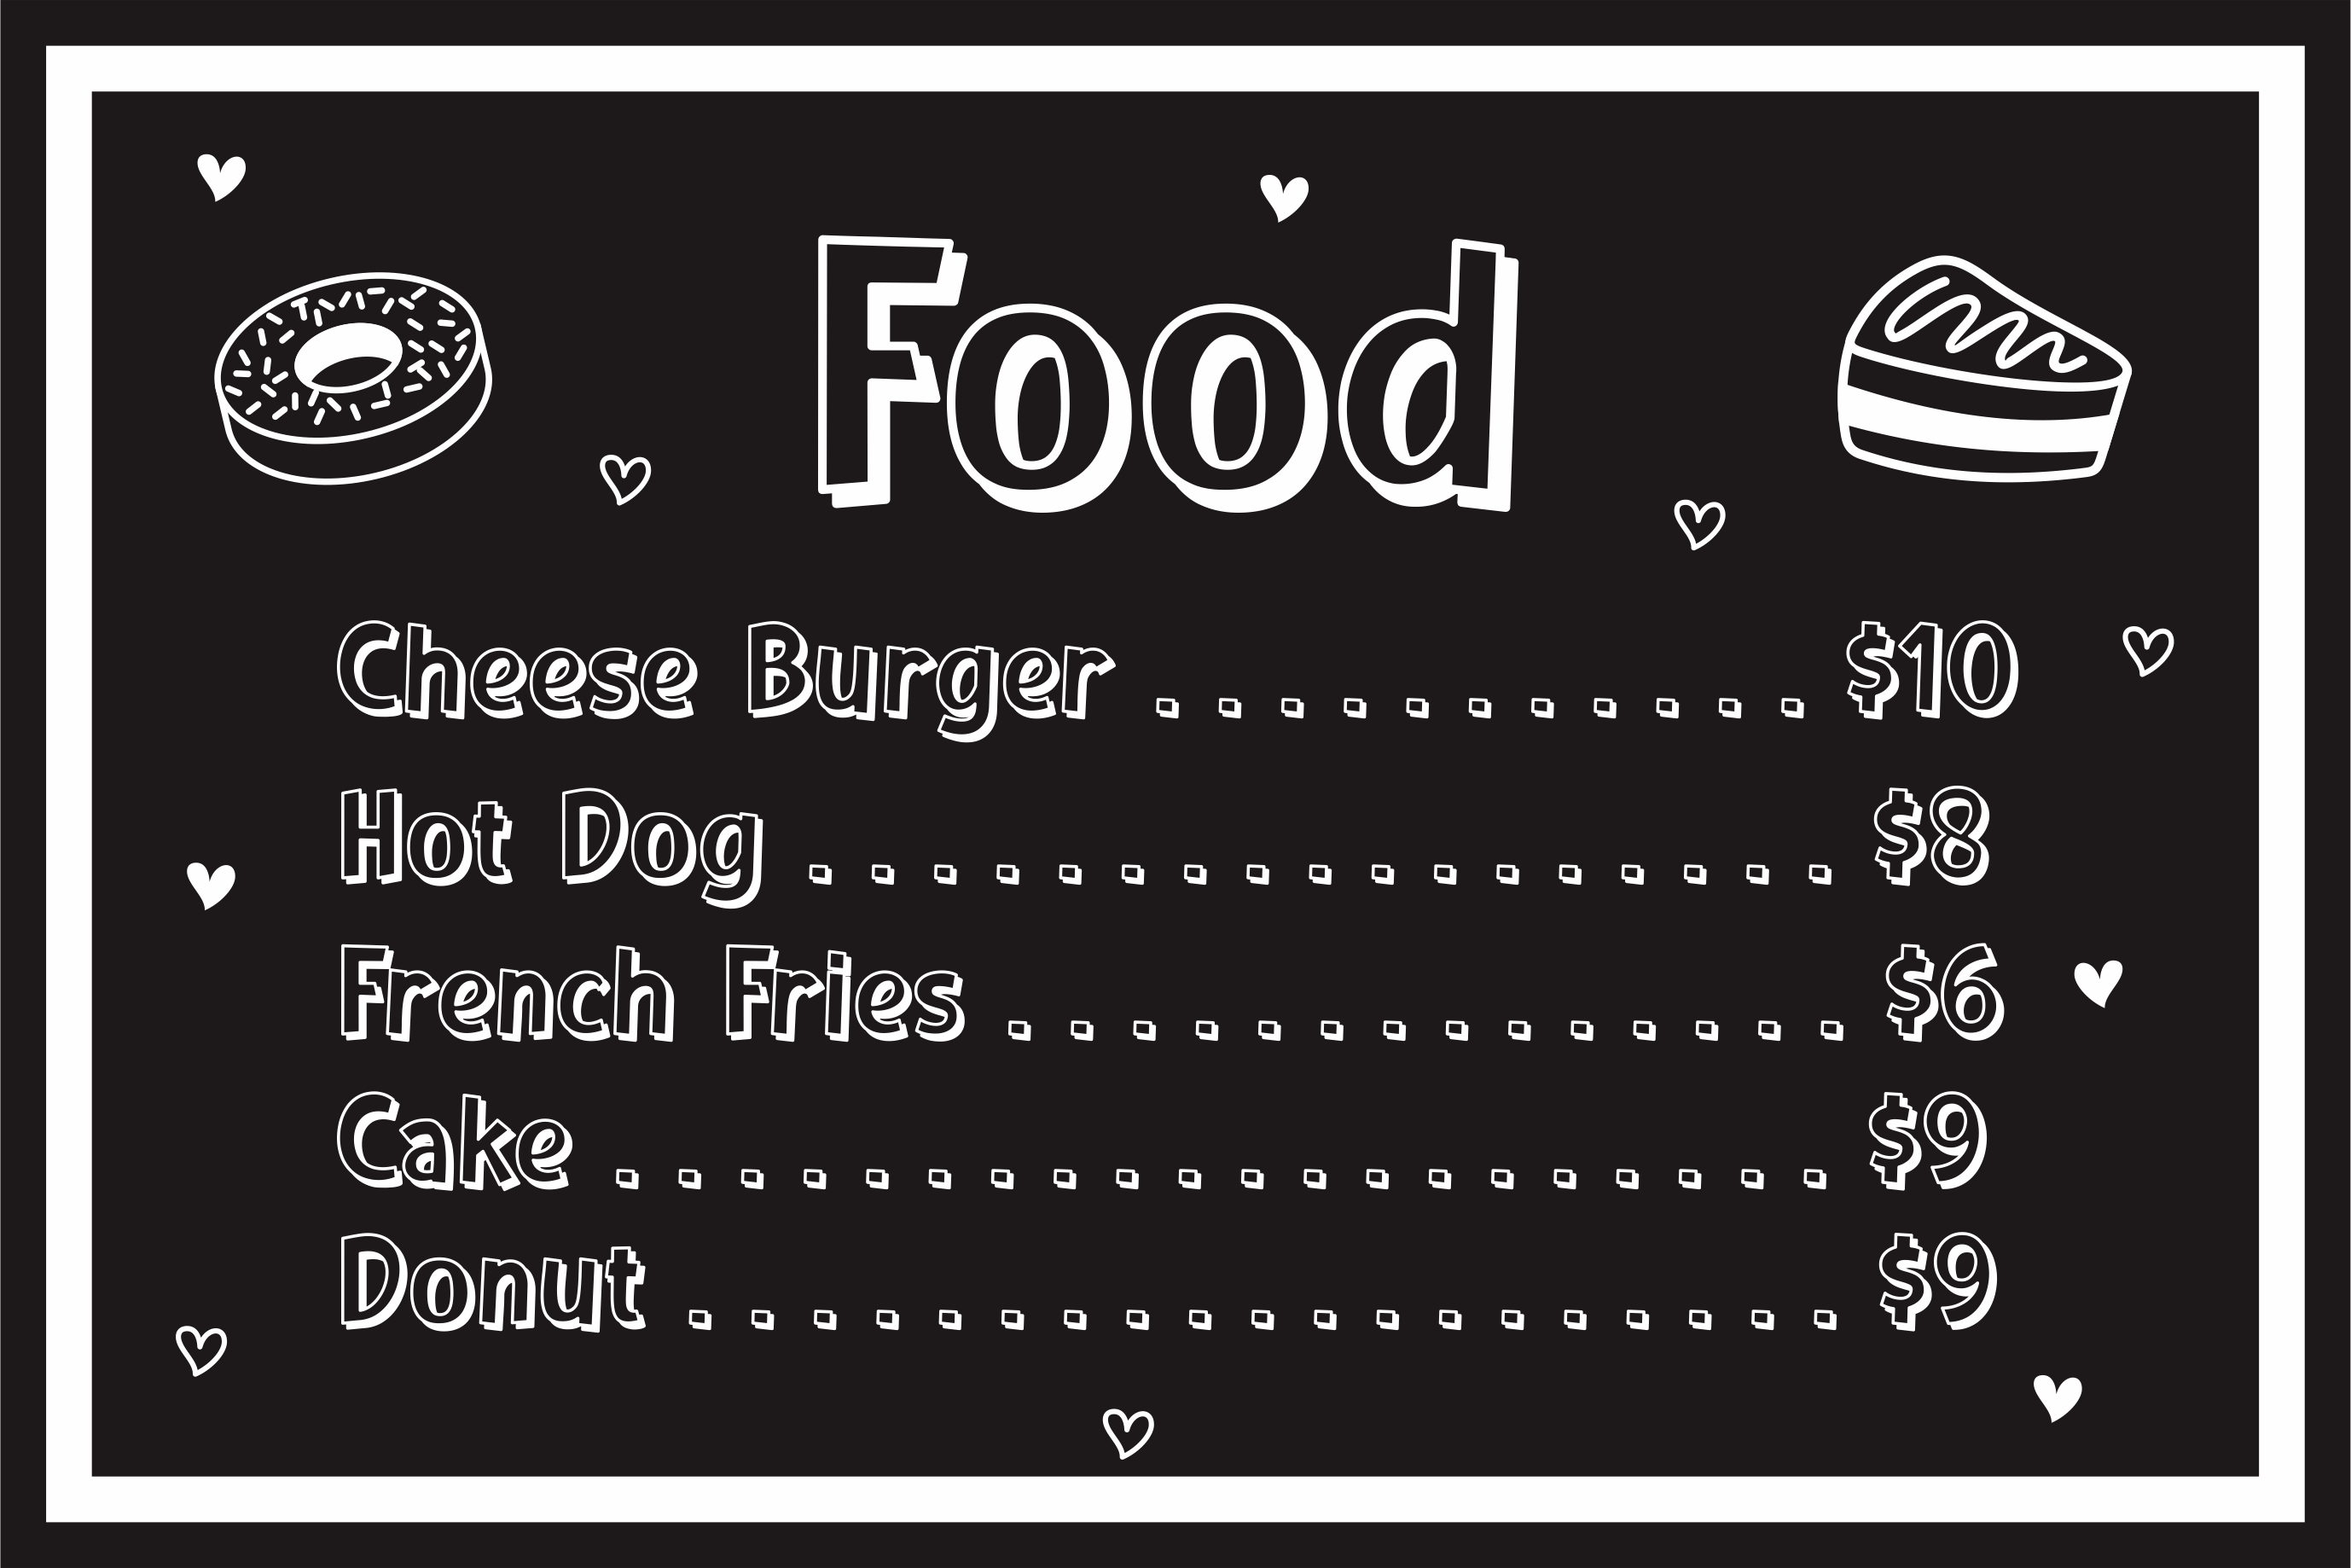 Food
Cheese Burger . . . . . . . . . . . $10
Hot Dog . . . . . . . . . . . . . . . . . $8
French Fries . . . . . . . . . . . . . . $6
Cake . . . . . . . . . . . . . . . . . . . . $9
Donut . . . . . . . . . . . . . . . . . . . $9